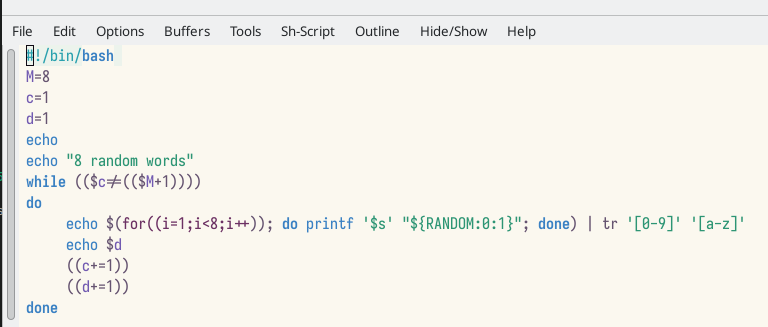 File Edit Options Buffers Tools Sh-Script Outline Hide/Show Help
#!/bin/bash
M=8
c=1
d=1
echo
echo "8 random words"
while (($c!=(($M+1))))
do
     echo $(for((i=1;i<8;i++)); do printf '$s' "${RANDOM:0:1}"; done) | tr '[0-9]' '[a-z]'
     echo $d
     ((c+=1))
     ((d+=1))
done